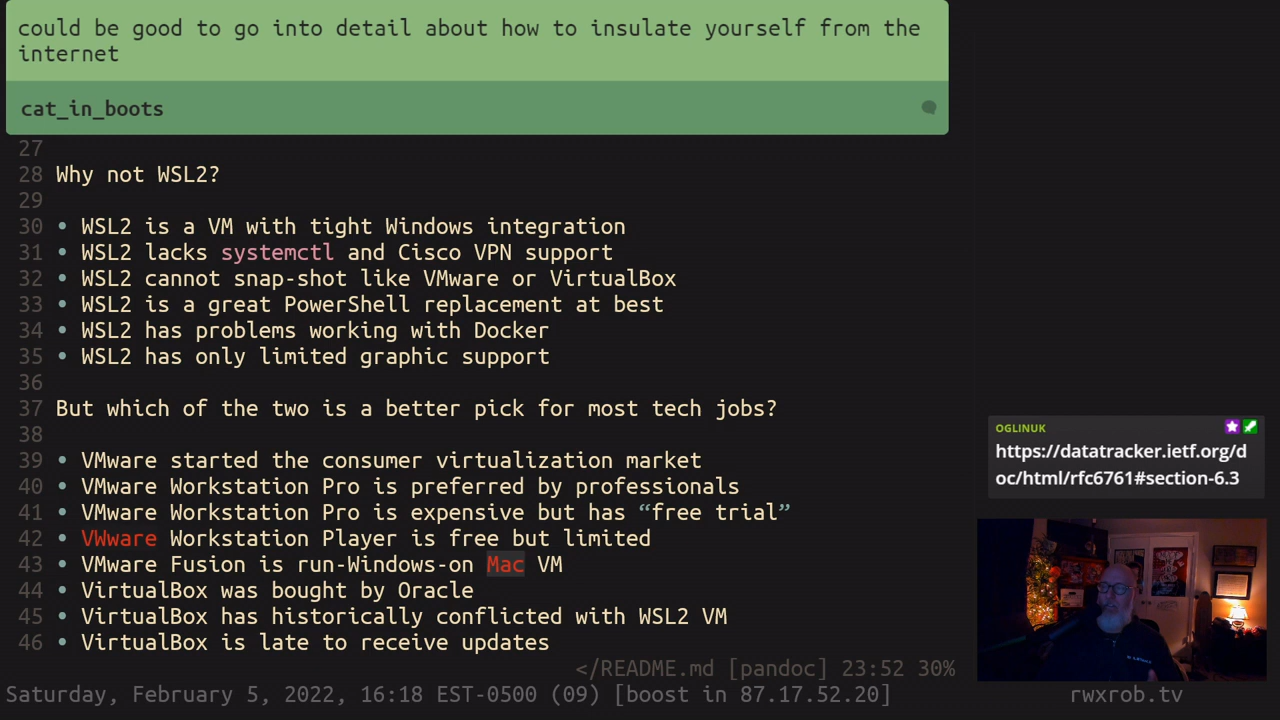 could be good to go into detail about how to insulate yourself from the
internet
cat_in_boots
27
28 Why not WSL2?
29
30 • WSL2 is a VM with tight Windows integration
31 • WSL2 lacks systemctl and Cisco VPN support
32 • WSL2 cannot snap-shot like VMware or VirtualBox
33 • WSL2 is a great PowerShell replacement at best
34 • WSL2 has problems working with Docker
35 • WSL2 has only limited graphic support
36
37 But which of the two is a better pick for most tech jobs?
38
39 • VMware started the consumer virtualization market
40 • VMware Workstation Pro is preferred by professionals
41 • VMware Workstation Pro is expensive but has “free trial”
42 • VWware Workstation Player is free but limited
43 • VMware Fusion is run-Windows-on Mac VM
44 • VirtualBox was bought by Oracle
45 • VirtualBox has historically conflicted with WSL2 VM
46 • VirtualBox is late to receive updates
</README.md [pandoc] 23:52 30%
Saturday, February 5, 2022, 16:18 EST-0500 (09) [boost in 87.17.52.20]
OGLINUK
https://datatracker.ietf.org/d
oc/html/rfc6761#section-6.3
rwxrob.tv